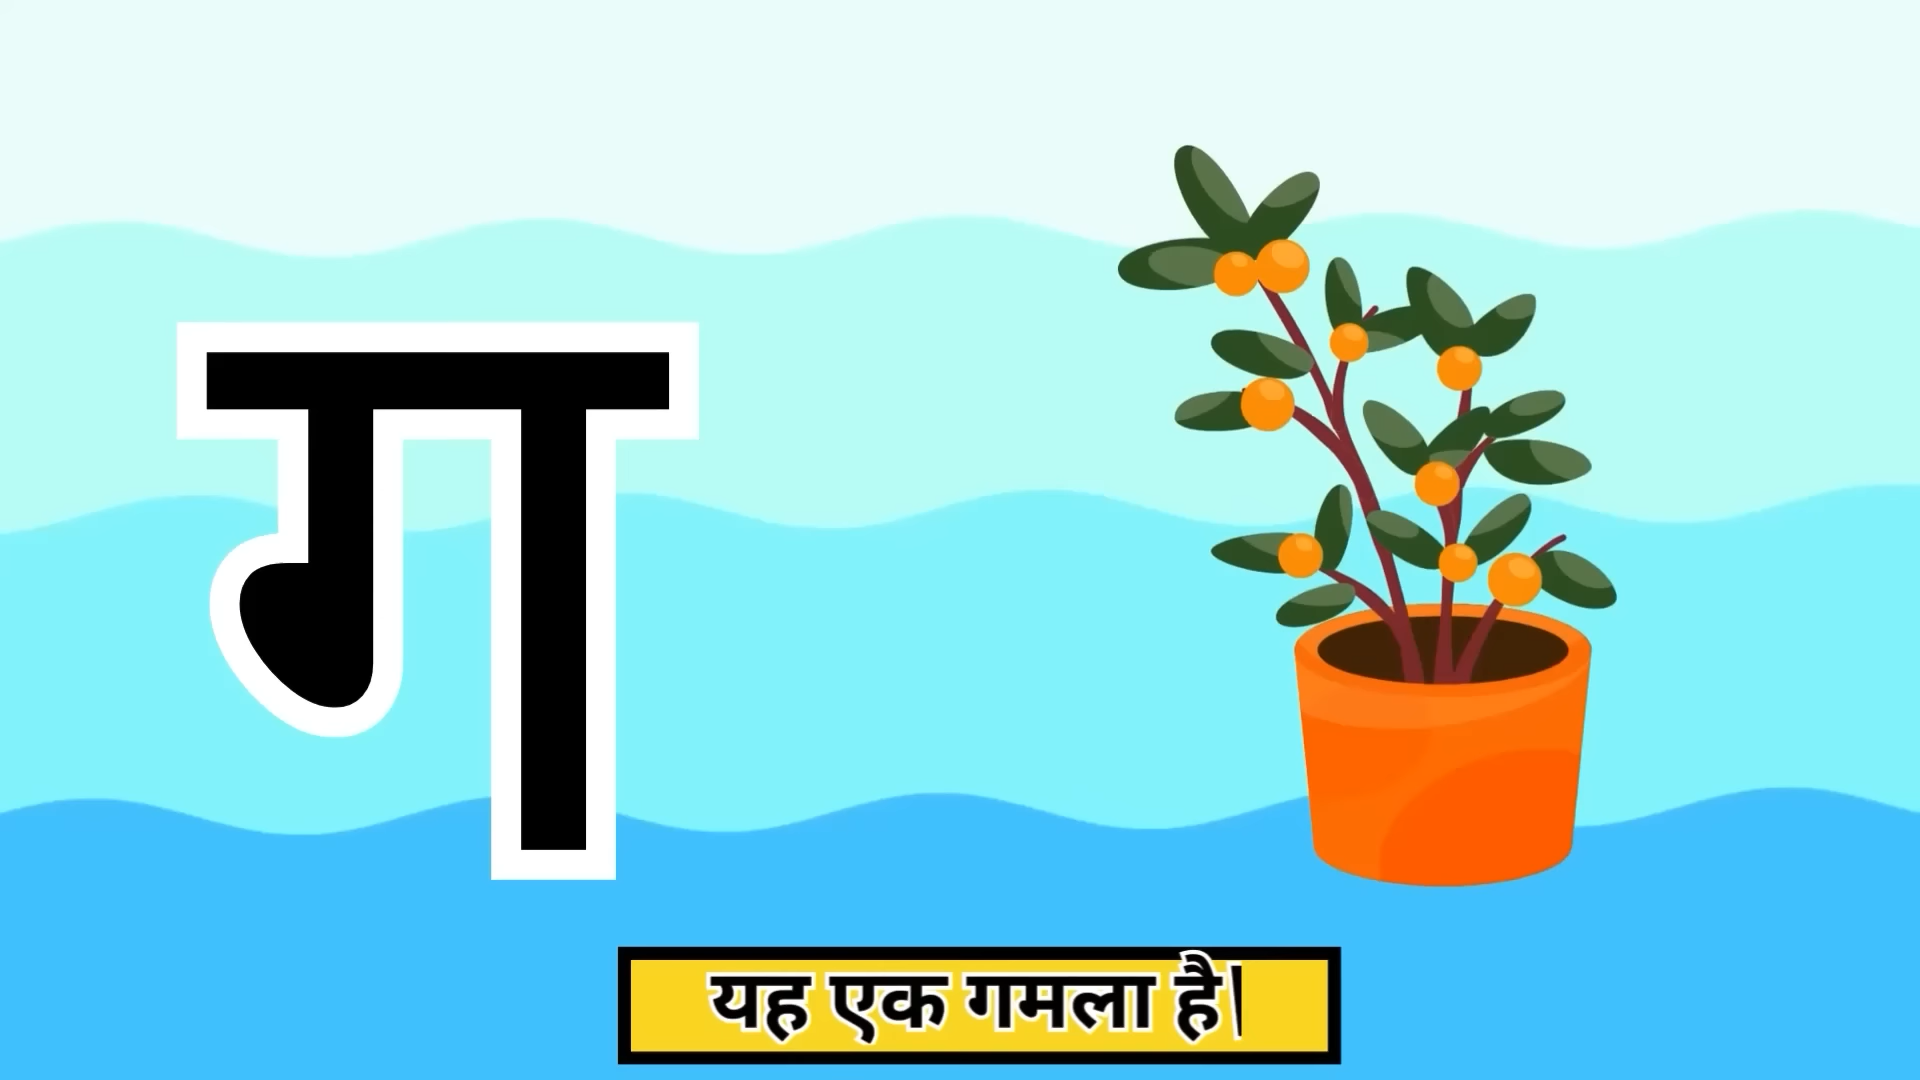 ग
यह एक गमला है।